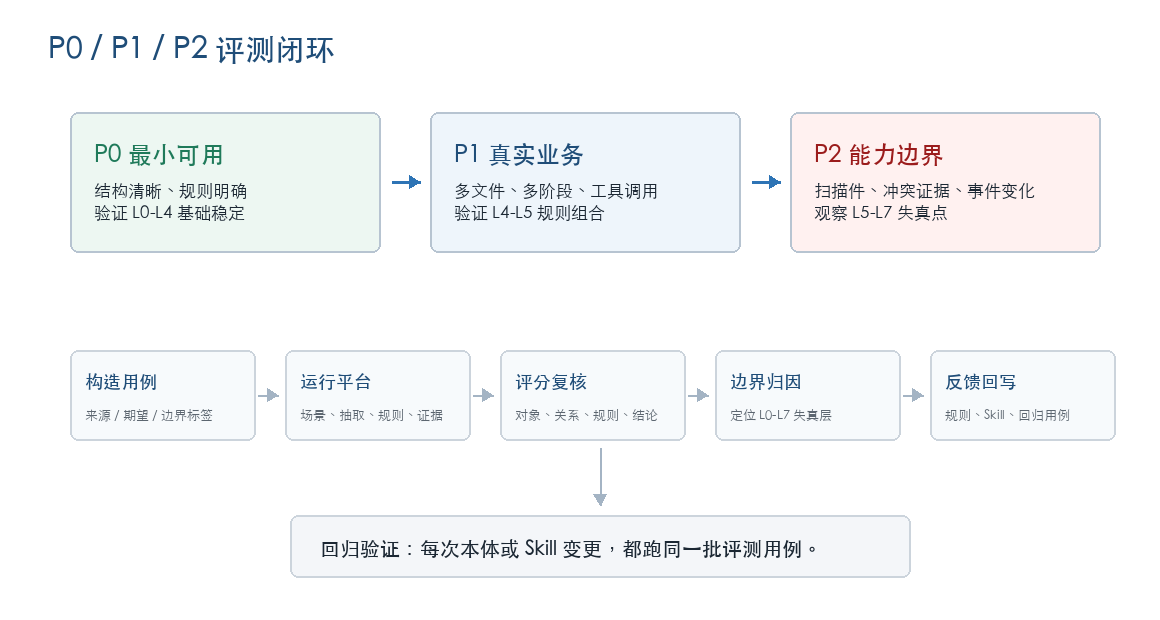 P0 / P1 / P2 评测闭环
P0 最小可用
结构清晰、规则明确
验证 L0-L4 基础稳定
P1 真实业务
多文件、多阶段、工具调用
验证 L4-L5 规则组合
P2 能力边界
扫描件、冲突证据、事件变化
观察 L5-L7 失真点
构造用例
来源 / 期望 / 边界标签
运行平台
场景、抽取、规则、证据
评分复核
对象、关系、规则、结论
边界归因
定位 L0-L7 失真层
反馈回写
规则、Skill、回归用例
回归验证：每次本体或 Skill 变更，都跑同一批评测用例。